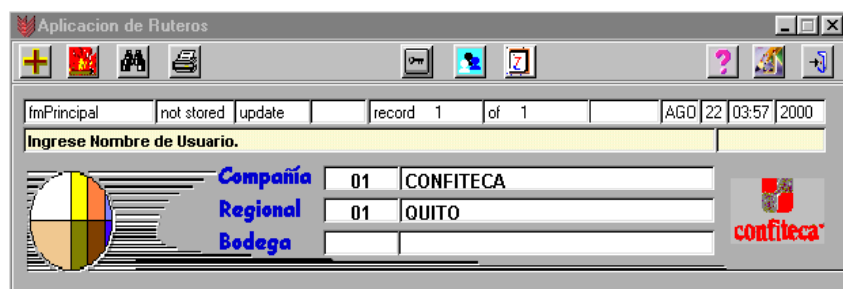 Aplicacion de Ruteros
fmPrincipal not stored update record 1 of 1 AGO 22 03:57 2000
Ingrese Nombre de Usuario.
Compañía 01 CONFITECA
Regional 01 QUITO
Bodega
confiteca